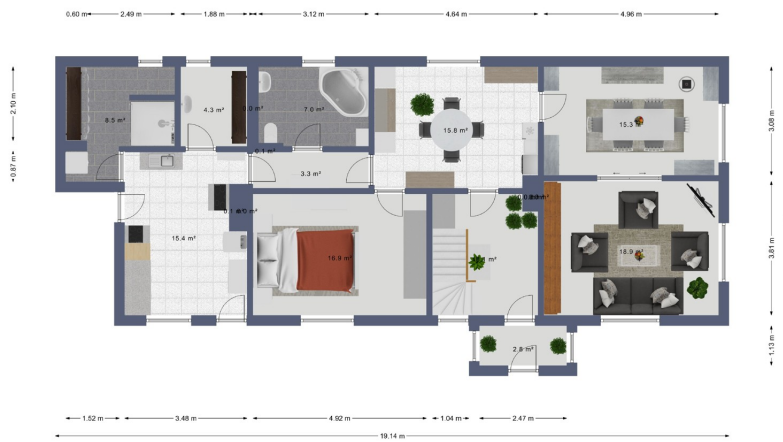 0.60 m 2.49 m 1.88 m 3.12 m 4.64 m 4.96 m
2.10 m
0.87 m
3.08 m
3.81 m
1.13 m
8.5 m²
4.3 m²
7.0 m²
15.8 m²
15.3
3.3 m²
15.4 m²
16.9 m²
m²
18.9
2.8 m²
1.52 m 3.48 m 4.92 m 1.04 m 2.47 m
19.14 m